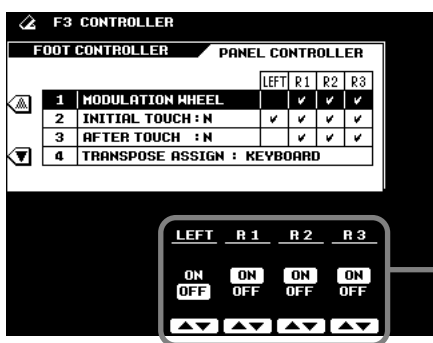 F3 CONTROLLER
FOOT CONTROLLER PANEL CONTROLLER
LEFT R1 R2 R3
1 MODULATION WHEEL ✓ ✓ ✓
2 INITIAL TOUCH : N ✓ ✓ ✓ ✓
3 AFTER TOUCH : N ✓ ✓ ✓
4 TRANSPOSE ASSIGN : KEYBOARD
LEFT R1 R2 R3
ON ON ON ON
OFF OFF OFF OFF